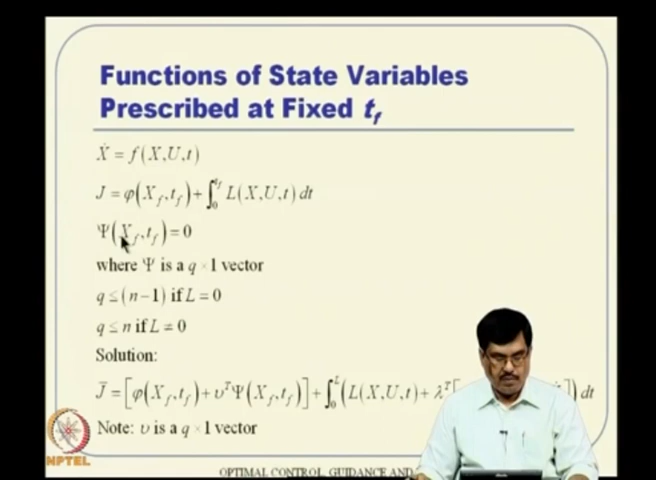 Functions of State Variables
Prescribed at Fixed t_f
Ẋ = f(X,U,t)
J = φ(X_f,t_f) + ∫_0^{t_f} L(X,U,t) dt
Ψ(X_f,t_f) = 0
where Ψ is a q × 1 vector
q ≤ (n−1) if L = 0
q ≤ n if L ≠ 0
Solution:
J̄ = [φ(X_f,t_f) + υ^T Ψ(X_f,t_f)] + ∫_0^{t_f} (L(X,U,t) + λ^T [ ]) dt
Note: υ is a q × 1 vector
NPTEL
OPTIMAL CONTROL, GUIDANCE AND